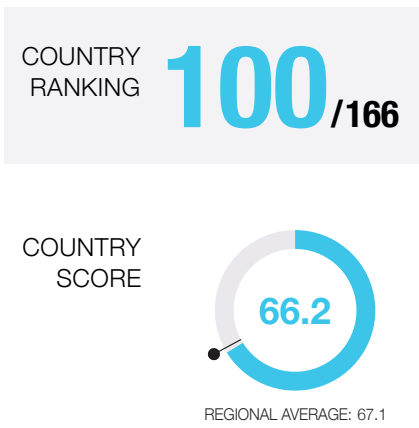 COUNTRY
RANKING
100/166
COUNTRY
SCORE
66.2
REGIONAL AVERAGE: 67.1